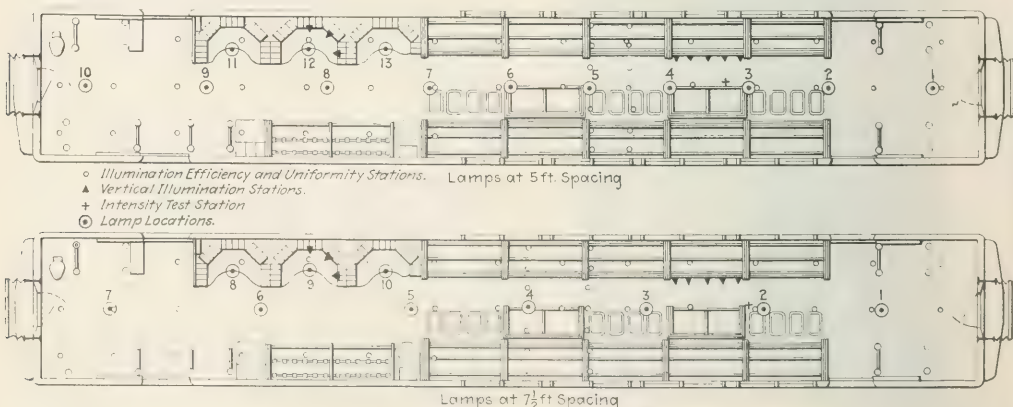 11 12 13
10 9 8 7 6 5 4 3 2 1
○ Illumination Efficiency and Uniformity Stations.
▲ Vertical Illumination Stations.
+ Intensity Test Station
⊙ Lamp Locations.
Lamps at 5 ft. Spacing
8 9 10
7 6 5 4 3 2 1
Lamps at 7½ ft Spacing